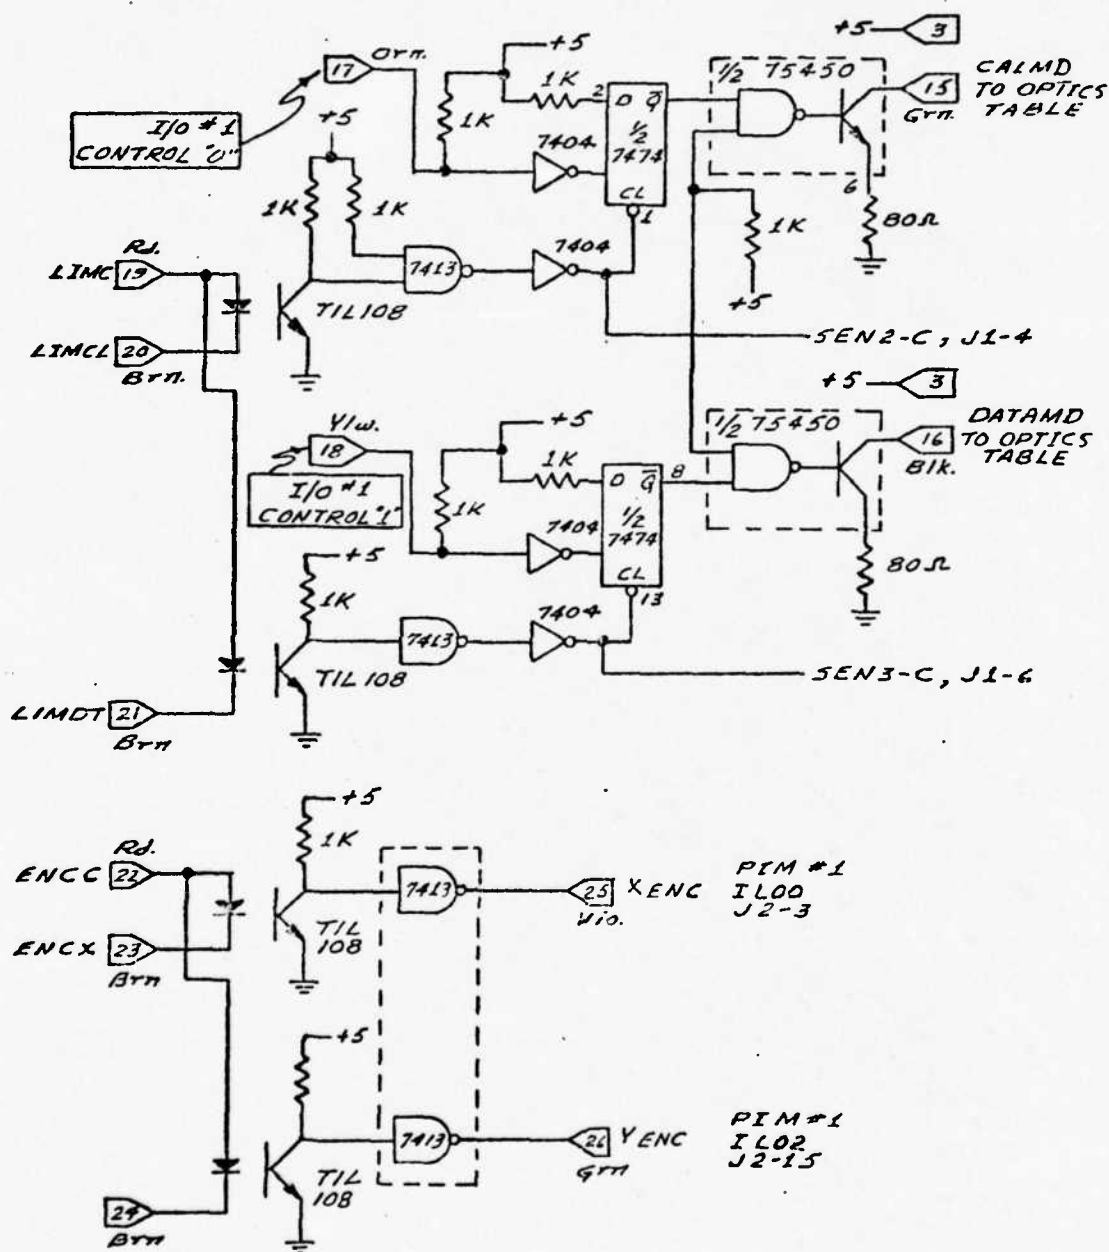 +5
3
17
Orn.
+5
1/2 75450
CALMD
TO OPTICS
TABLE
15
Grn.
I/O #1
CONTROL "0"
+5
1K
1K
2
D
Q̅
1/2
7474
CL
1
7404
6
80Ω
1K
1K
1K
+5
7413
7404
Rd.
LIMC
19
TIL108
LIMCL
20
Brn.
SEN2-C, J1-4
+5
3
Y/w.
18
I/O #1
CONTROL "1"
+5
1K
1K
D
Q̅
8
1/2
7474
CL
13
7404
1/2 75450
DATAMD
TO OPTICS
TABLE
16
Blk.
80Ω
+5
1K
7413
7404
TIL108
SEN3-C, J1-6
LIMDT
21
Brn
+5
1K
Rd.
ENCC
22
7413
25
XENC
Vio.
PIM #1
IL00
J2-3
TIL
108
ENCX
23
Brn
+5
7413
26
YENC
Grn
PIM #1
IL02
J2-15
TIL
108
24
Brn